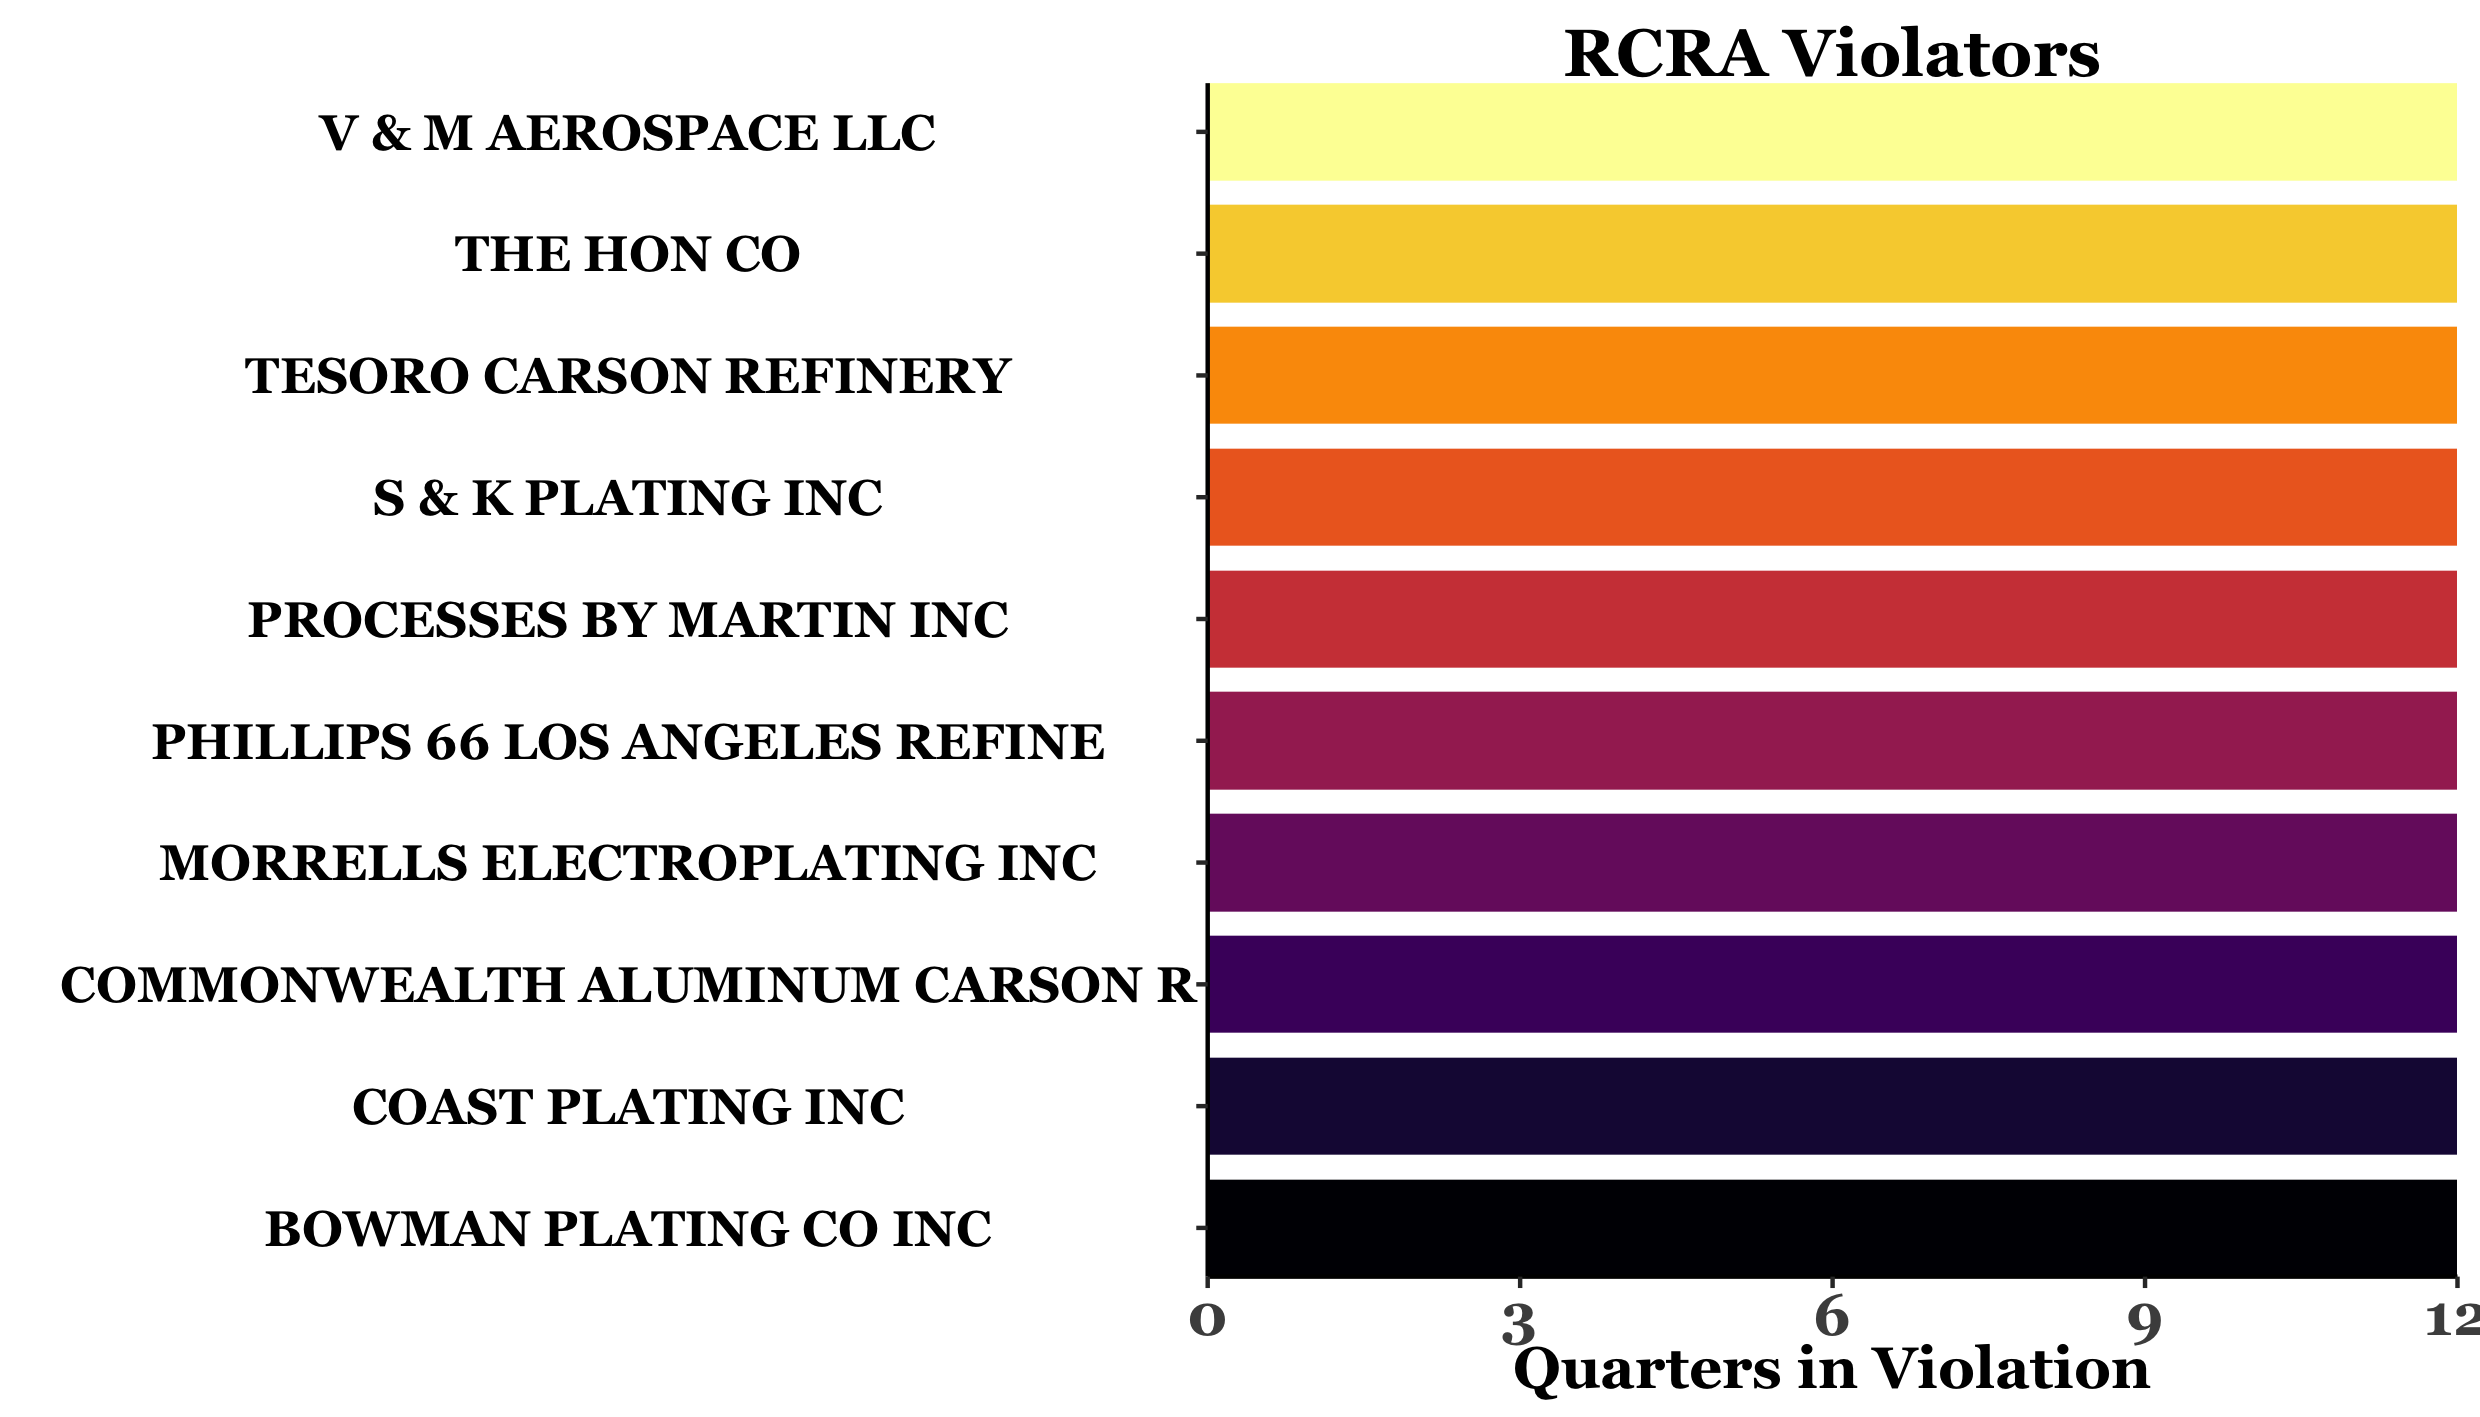 RCRA Violators
V & M AEROSPACE LLC
THE HON CO
TESORO CARSON REFINERY
S & K PLATING INC
PROCESSES BY MARTIN INC
PHILLIPS 66 LOS ANGELES REFINE
MORRELLS ELECTROPLATING INC
COMMONWEALTH ALUMINUM CARSON R
COAST PLATING INC
BOWMAN PLATING CO INC
0 3 6 9 12
Quarters in Violation